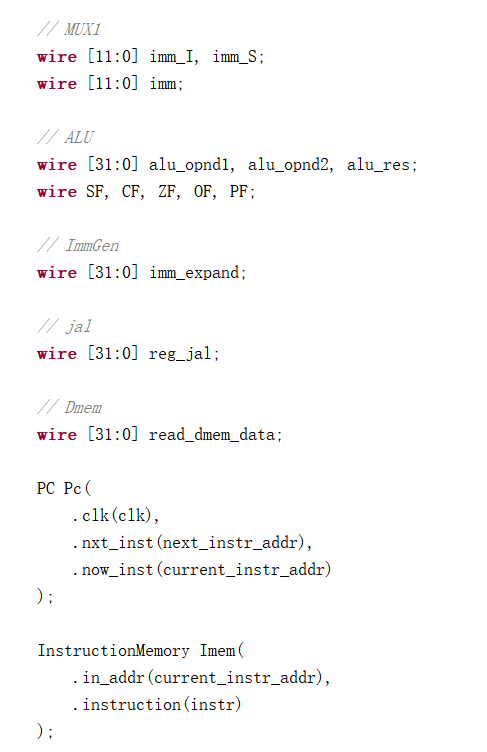 // MUX1
wire [11:0] imm_I, imm_S;
wire [11:0] imm;
// ALU
wire [31:0] alu_opnd1, alu_opnd2, alu_res;
wire SF, CF, ZF, OF, PF;
// ImmGen
wire [31:0] imm_expand;
// jal
wire [31:0] reg_jal;
// Dmem
wire [31:0] read_dmem_data;
PC Pc(
.clk(clk),
.nxt_inst(next_instr_addr),
.now_inst(current_instr_addr)
);
InstructionMemory Imem(
.in_addr(current_instr_addr),
.instruction(instr)
);